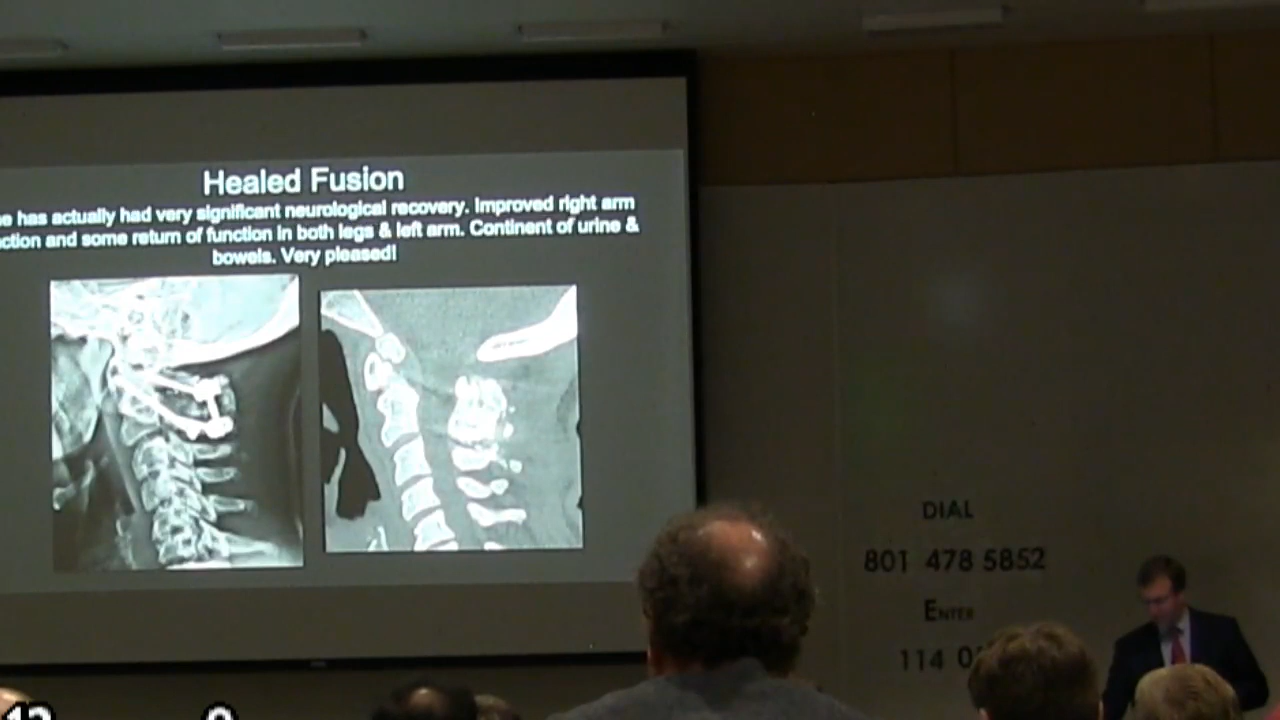 Healed Fusion
has actually had very significant neurological recovery. Improved right arm
and some return of function in both legs & left arm. Continent of urine &
bowels. Very pleased!
DIAL
801 478 5852
ENTER
114